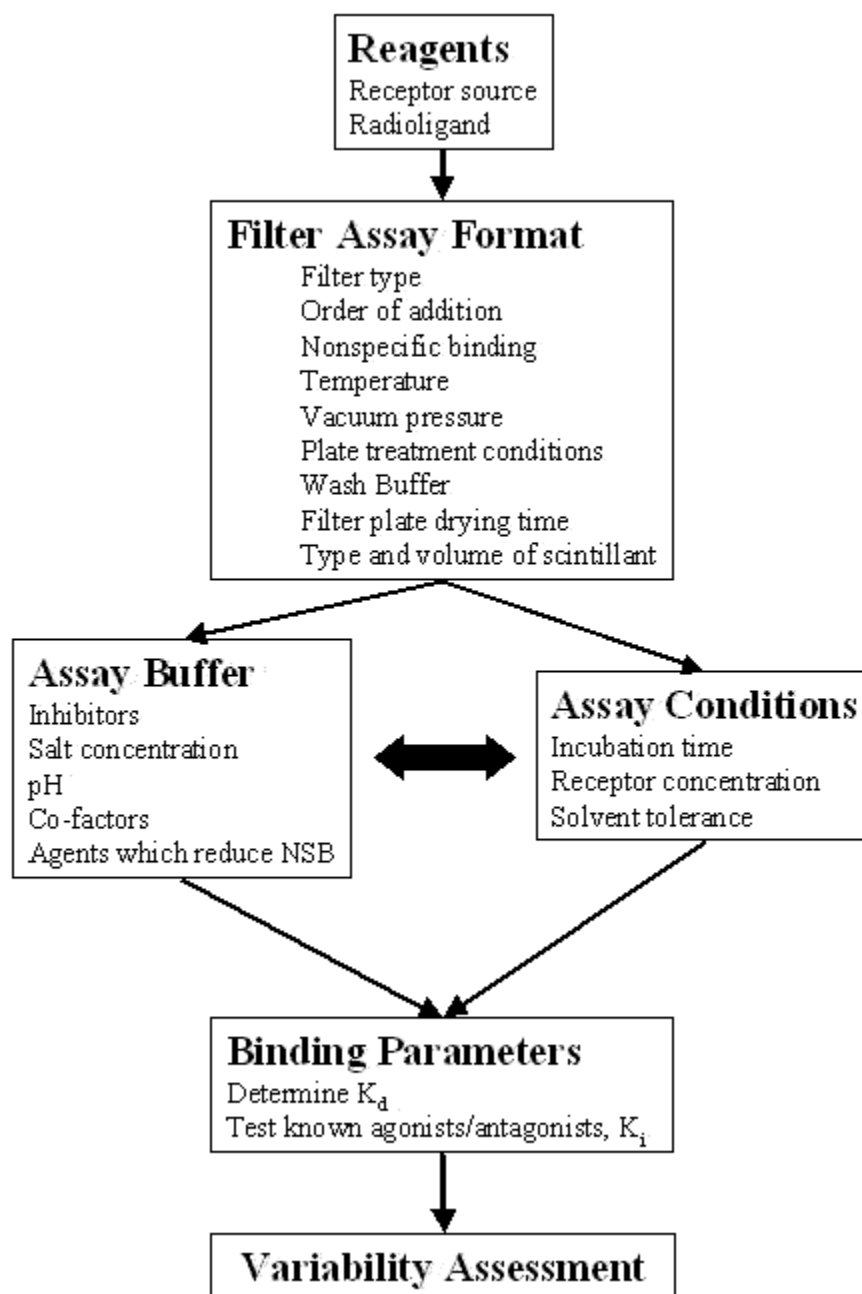 Reagents
Receptor source
Radioligand
Filter Assay Format
Filter type
Order of addition
Nonspecific binding
Temperature
Vacuum pressure
Plate treatment conditions
Wash Buffer
Filter plate drying time
Type and volume of scintillant
Assay Buffer
Inhibitors
Salt concentration
pH
Co-factors
Agents which reduce NSB
Assay Conditions
Incubation time
Receptor concentration
Solvent tolerance
Binding Parameters
Determine Kd
Test known agonists/antagonists, Ki
Variability Assessment